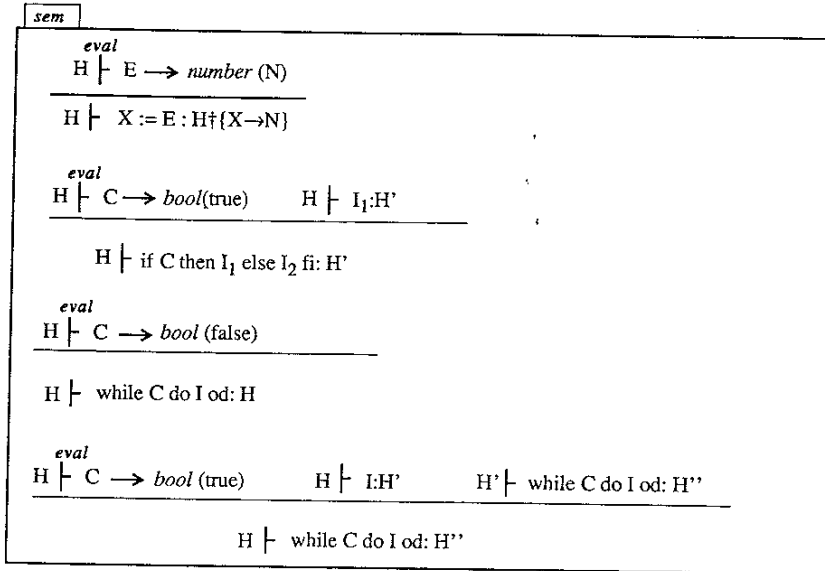 sem
eval
H ⊢ E → number (N)
H ⊢ X := E : H†{X→N}
eval
H ⊢ C → bool(true) H ⊢ I₁:H'
H ⊢ if C then I₁ else I₂ fi: H'
eval
H ⊢ C → bool (false)
H ⊢ while C do I od: H
eval
H ⊢ C → bool (true) H ⊢ I:H' H' ⊢ while C do I od: H''
H ⊢ while C do I od: H''